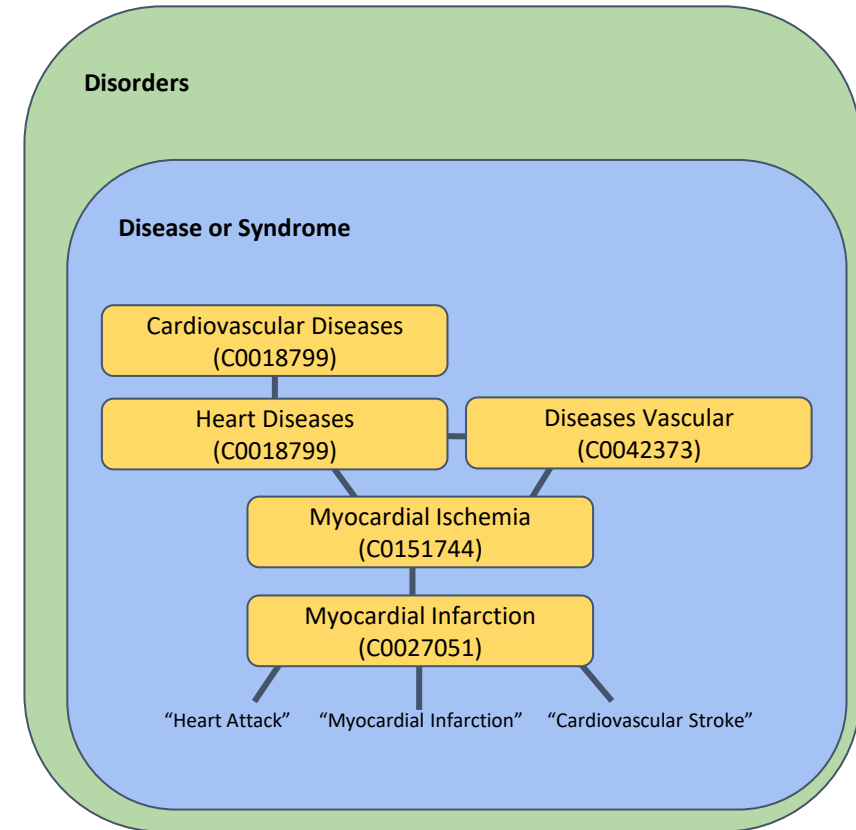 Disorders
Disease or Syndrome
Cardiovascular Diseases
(C0018799)
Heart Diseases
(C0018799)
Diseases Vascular
(C0042373)
Myocardial Ischemia
(C0151744)
Myocardial Infarction
(C0027051)
“Heart Attack”
“Myocardial Infarction”
“Cardiovascular Stroke”